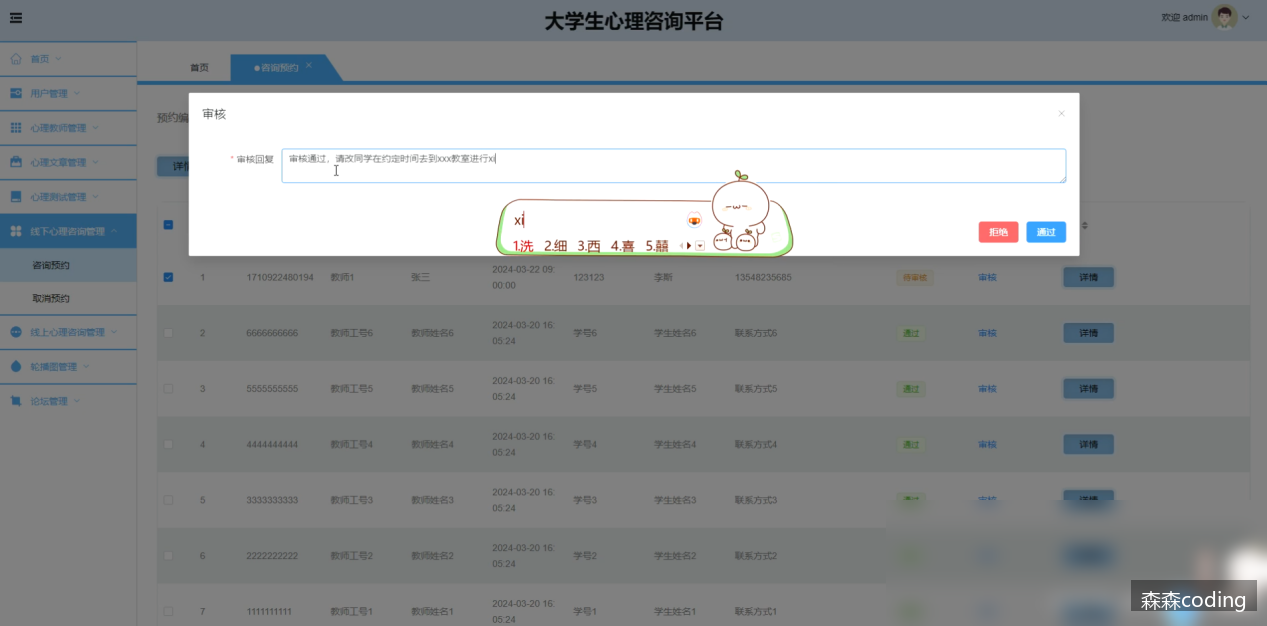 大学生心理咨询平台
欢迎 admin
首页
用户管理
心理教师管理
心理文章管理
心理测试管理
线下心理咨询管理
咨询预约
取消预约
线上心理咨询管理
轮播图管理
论坛管理
首页
咨询预约
预约编
审核
* 审核回复
审核通过，请改同学在约定时间去到xxx教室进行xi
xi
1.洗 2.细 3.西 4.喜 5.囍
拒绝
通过
1 1710922480194 教师1 张三 2024-03-22 09:00:00 123123 李斯 13548235685 待审核 审核 详情
2 6666666666 教师工号6 教师姓名6 2024-03-20 16:05:24 学号6 学生姓名6 联系方式6 通过 审核 详情
3 5555555555 教师工号5 教师姓名5 2024-03-20 16:05:24 学号5 学生姓名5 联系方式5 通过 审核 详情
4 4444444444 教师工号4 教师姓名4 2024-03-20 16:05:24 学号4 学生姓名4 联系方式4 通过 审核 详情
5 3333333333 教师工号3 教师姓名3 2024-03-20 16:05:24 学号3 学生姓名3 联系方式3
6 2222222222 教师工号2 教师姓名2 2024-03-20 16:05:24 学号2 学生姓名2 联系方式2
7 1111111111 教师工号1 教师姓名1 2024-03-20 16:05:24 学号1 学生姓名1 联系方式1
森森coding